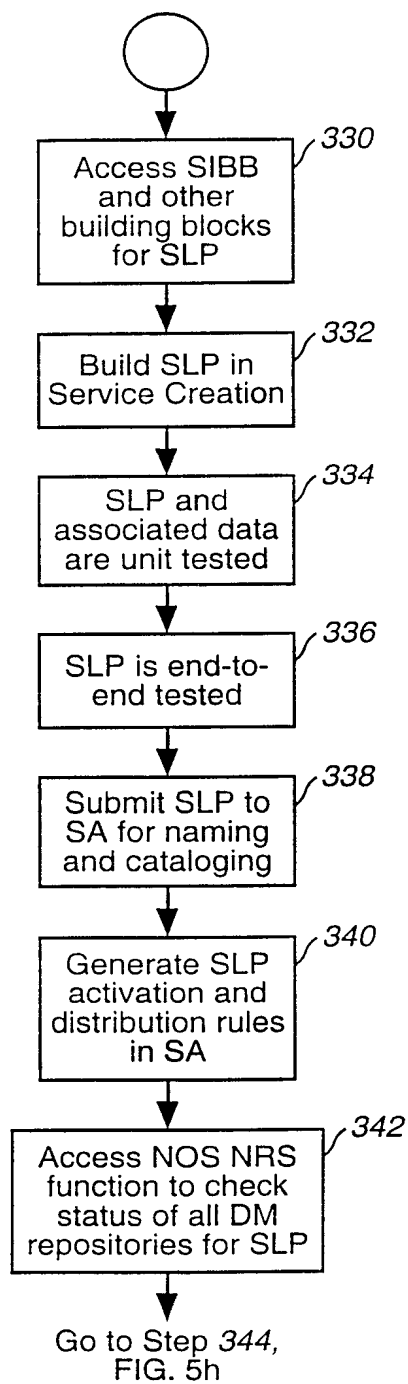 330
Access SIBB
and other
building blocks
for SLP
332
Build SLP in
Service Creation
334
SLP and
associated data
are unit tested
336
SLP is end-to-
end tested
338
Submit SLP to
SA for naming
and cataloging
340
Generate SLP
activation and
distribution rules
in SA
342
Access NOS NRS
function to check
status of all DM
repositories for SLP
Go to Step 344,
FIG. 5h